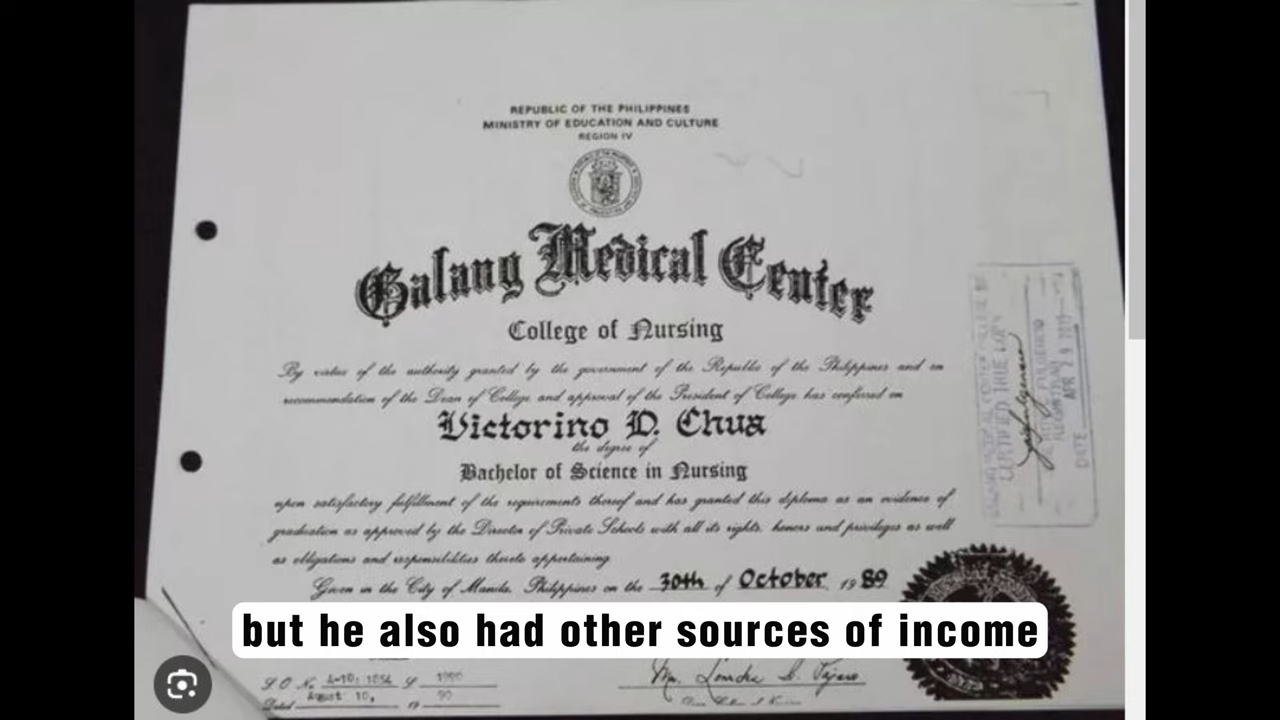 REPUBLIC OF THE PHILIPPINES
MINISTRY OF EDUCATION AND CULTURE
REGION IV
Galang Medical Center
College of Nursing
By virtue of the authority granted by the government of the Republic of the Philippines and on
recommendation of the Dean of College and approval of the President of College has conferred on
Victorino D. Chua
the degree of
Bachelor of Science in Nursing
upon satisfactory fulfillment of the requirements thereof and has granted this diploma as an evidence of
graduation as approved by the Director of Private Schools with all its rights, honors and privileges as well
as obligations and responsibilities thereto appertaining.
Given in the City of Manila, Philippines on the 30th of October, 19 89
but he also had other sources of income
August 10,
CERTIFIED TRUE COPY
REGISTRAR
DATE APR